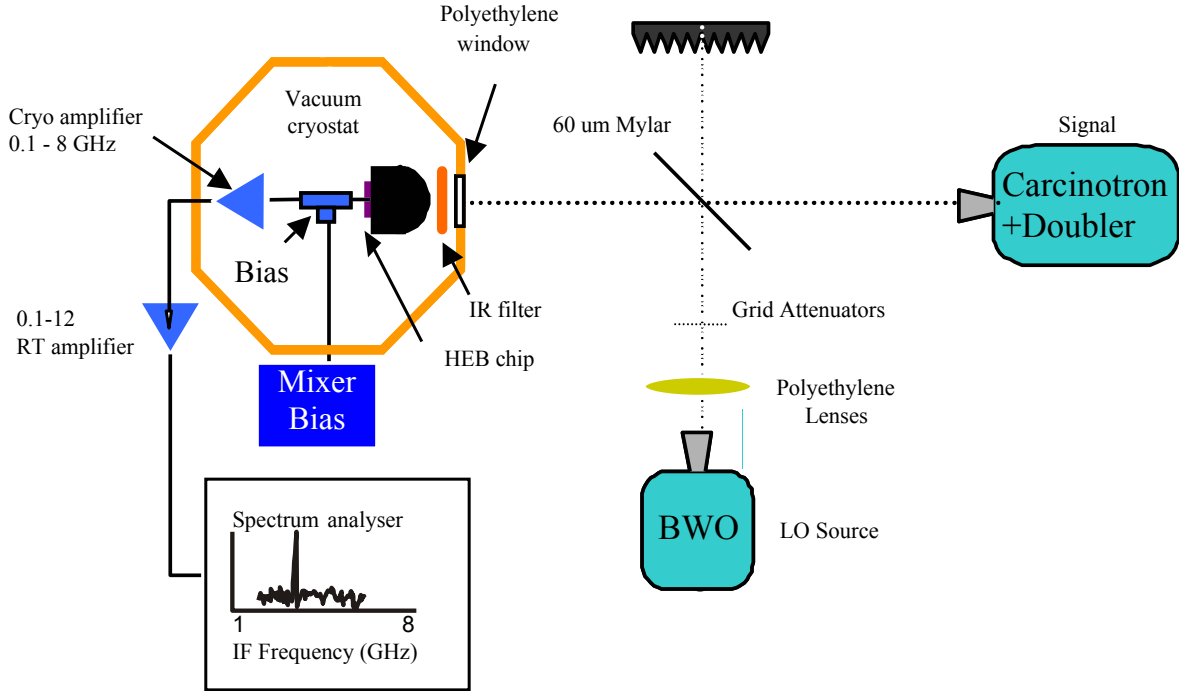 Polyethylene
window
Cryo amplifier
0.1 - 8 GHz
Vacuum
cryostat
60 um Mylar
Signal
Carcinotron
+Doubler
Bias
IR filter
HEB chip
0.1-12
RT amplifier
Mixer
Bias
Grid Attenuators
Polyethylene
Lenses
BWO
LO Source
Spectrum analyser
1
8
IF Frequency (GHz)